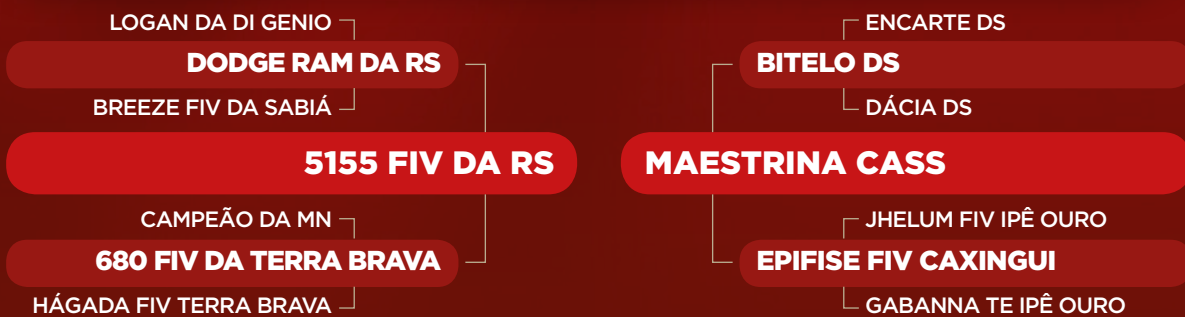 LOGAN DA DI GENIO
DODGE RAM DA RS
BREEZE FIV DA SABIÁ
5155 FIV DA RS
CAMPEÃO DA MN
680 FIV DA TERRA BRAVA
HÁGADA FIV TERRA BRAVA
ENCARTE DS
BITELO DS
DÁCIA DS
MAESTRINA CASS
JHELUM FIV IPÊ OURO
EPIFISE FIV CAXINGUI
GABANNA TE IPÊ OURO